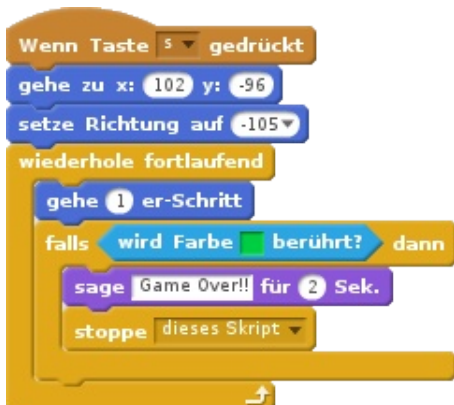 Wenn Taste s gedrückt
gehe zu x: 102 y: -96
setze Richtung auf -105
wiederhole fortlaufend
gehe 1 er-Schritt
falls wird Farbe berührt? dann
sage Game Over!! für 2 Sek.
stoppe dieses Skript